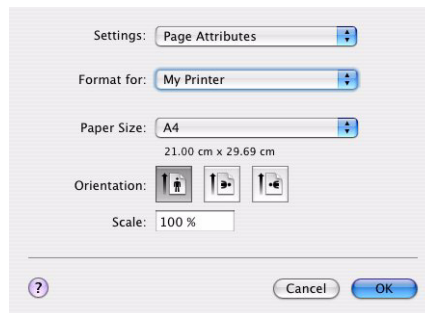 Settings: Page Attributes
Format for: My Printer
Paper Size: A4
21.00 cm x 29.69 cm
Orientation:
Scale: 100 %
? Cancel OK